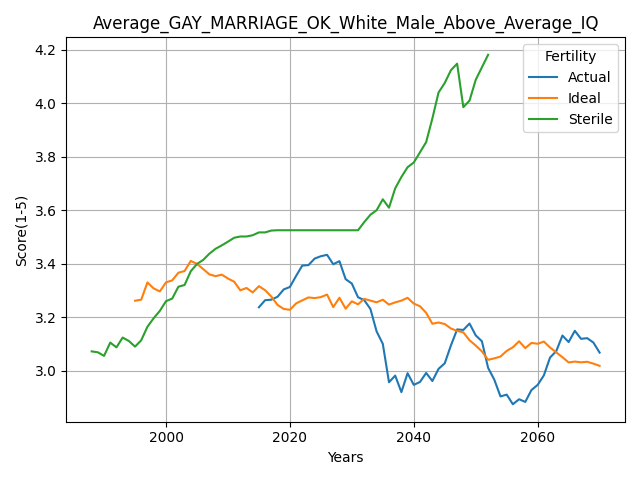 Average_GAY_MARRIAGE_OK_White_Male_Above_Average_IQ
Fertility
Actual
Ideal
Sterile
Score(1-5)
4.2
4.0
3.8
3.6
3.4
3.2
3.0
2000
2020
2040
2060
Years